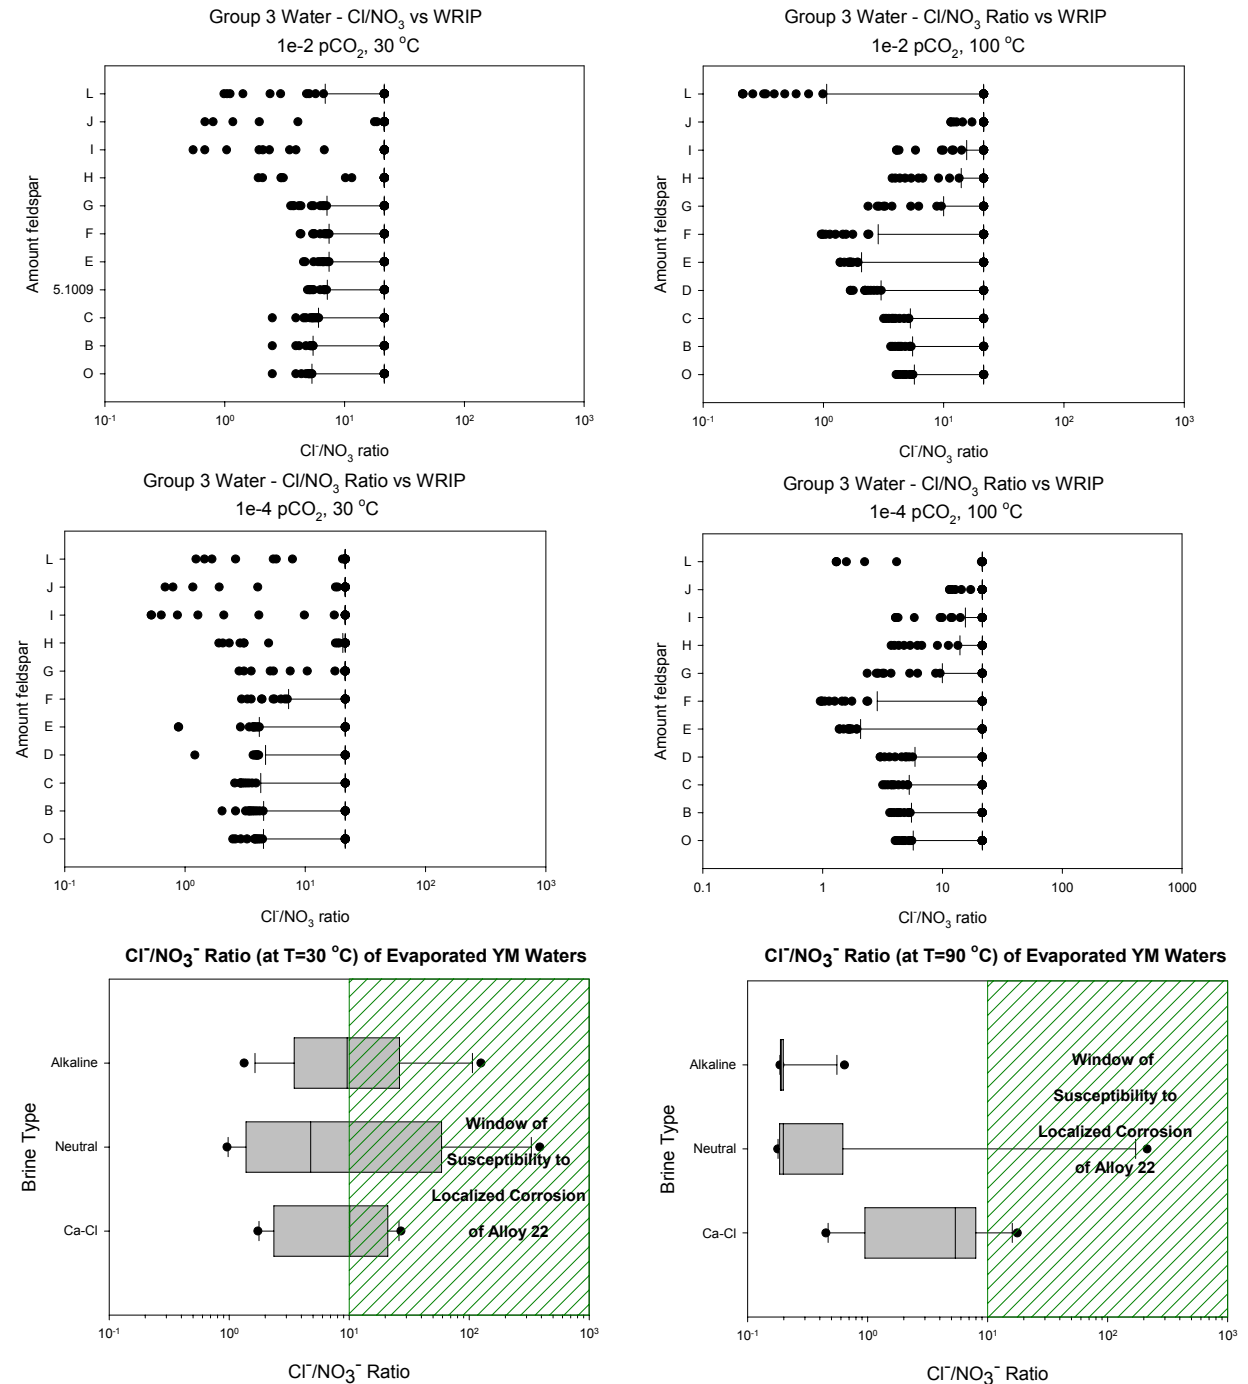 Group 3 Water - Cl/NO3 vs WRIP
1e-2 pCO2, 30 oC
Amount feldspar
L
J
I
H
G
F
E
5.1009
C
B
O
10-1
100
101
102
103
Cl-/NO3 ratio
Group 3 Water - Cl/NO3 Ratio vs WRIP
1e-2 pCO2, 100 oC
Amount feldspar
L
J
I
H
G
F
E
D
C
B
O
10-1
100
101
102
103
Cl-/NO3 ratio
Group 3 Water - Cl/NO3 Ratio vs WRIP
1e-4 pCO2, 30 oC
Amount feldspar
L
J
I
H
G
F
E
D
C
B
O
10-1
100
101
102
103
Cl-/NO3 ratio
Group 3 Water - Cl/NO3 Ratio vs WRIP
1e-4 pCO2, 100 oC
Amount feldspar
L
J
I
H
G
F
E
D
C
B
O
0.1
1
10
100
1000
Cl-/NO3 ratio
Cl-/NO3- Ratio (at T=30 oC) of Evaporated YM Waters
Brine Type
Alkaline
Neutral
Ca-Cl
Window of
Susceptibility to
Localized Corrosion
of Alloy 22
10-1
100
101
102
103
Cl-/NO3- Ratio
Cl-/NO3- Ratio (at T=90 oC) of Evaporated YM Waters
Brine Type
Alkaline
Neutral
Ca-Cl
Window of
Susceptibility to
Localized Corrosion
of Alloy 22
10-1
100
101
102
103
Cl-/NO3- Ratio